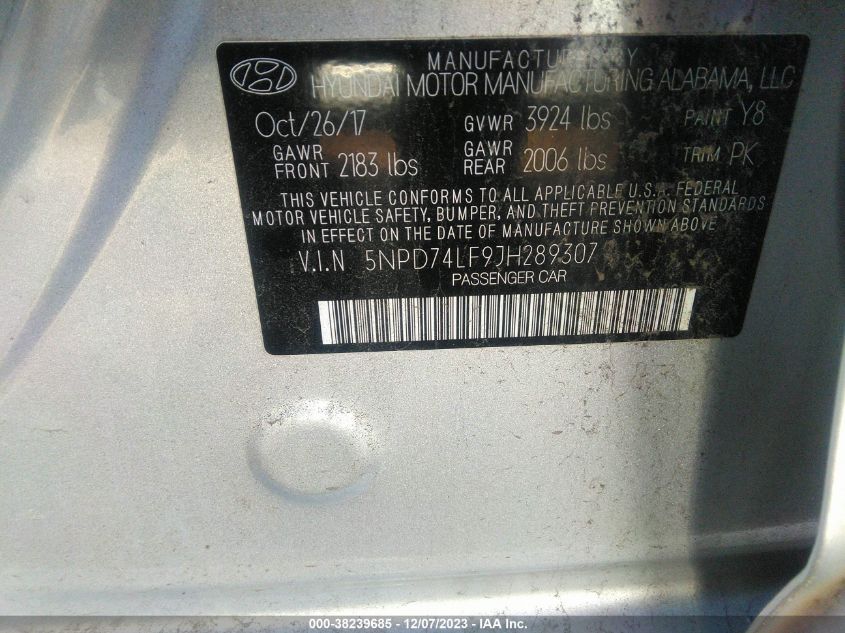 MANUFACTURED BY
HYUNDAI MOTOR MANUFACTURING ALABAMA, LLC
Oct/26/17 GVWR 3924 lbs PAINT Y8
GAWR FRONT 2183 lbs GAWR REAR 2006 lbs TRIM PK
THIS VEHICLE CONFORMS TO ALL APPLICABLE U.S.A. FEDERAL
MOTOR VEHICLE SAFETY, BUMPER, AND THEFT PREVENTION STANDARDS
IN EFFECT ON THE DATE OF MANUFACTURE SHOWN ABOVE
V.I.N 5NPD74LF9JH289307
PASSENGER CAR
000-38239685 - 12/07/2023 - IAA Inc.